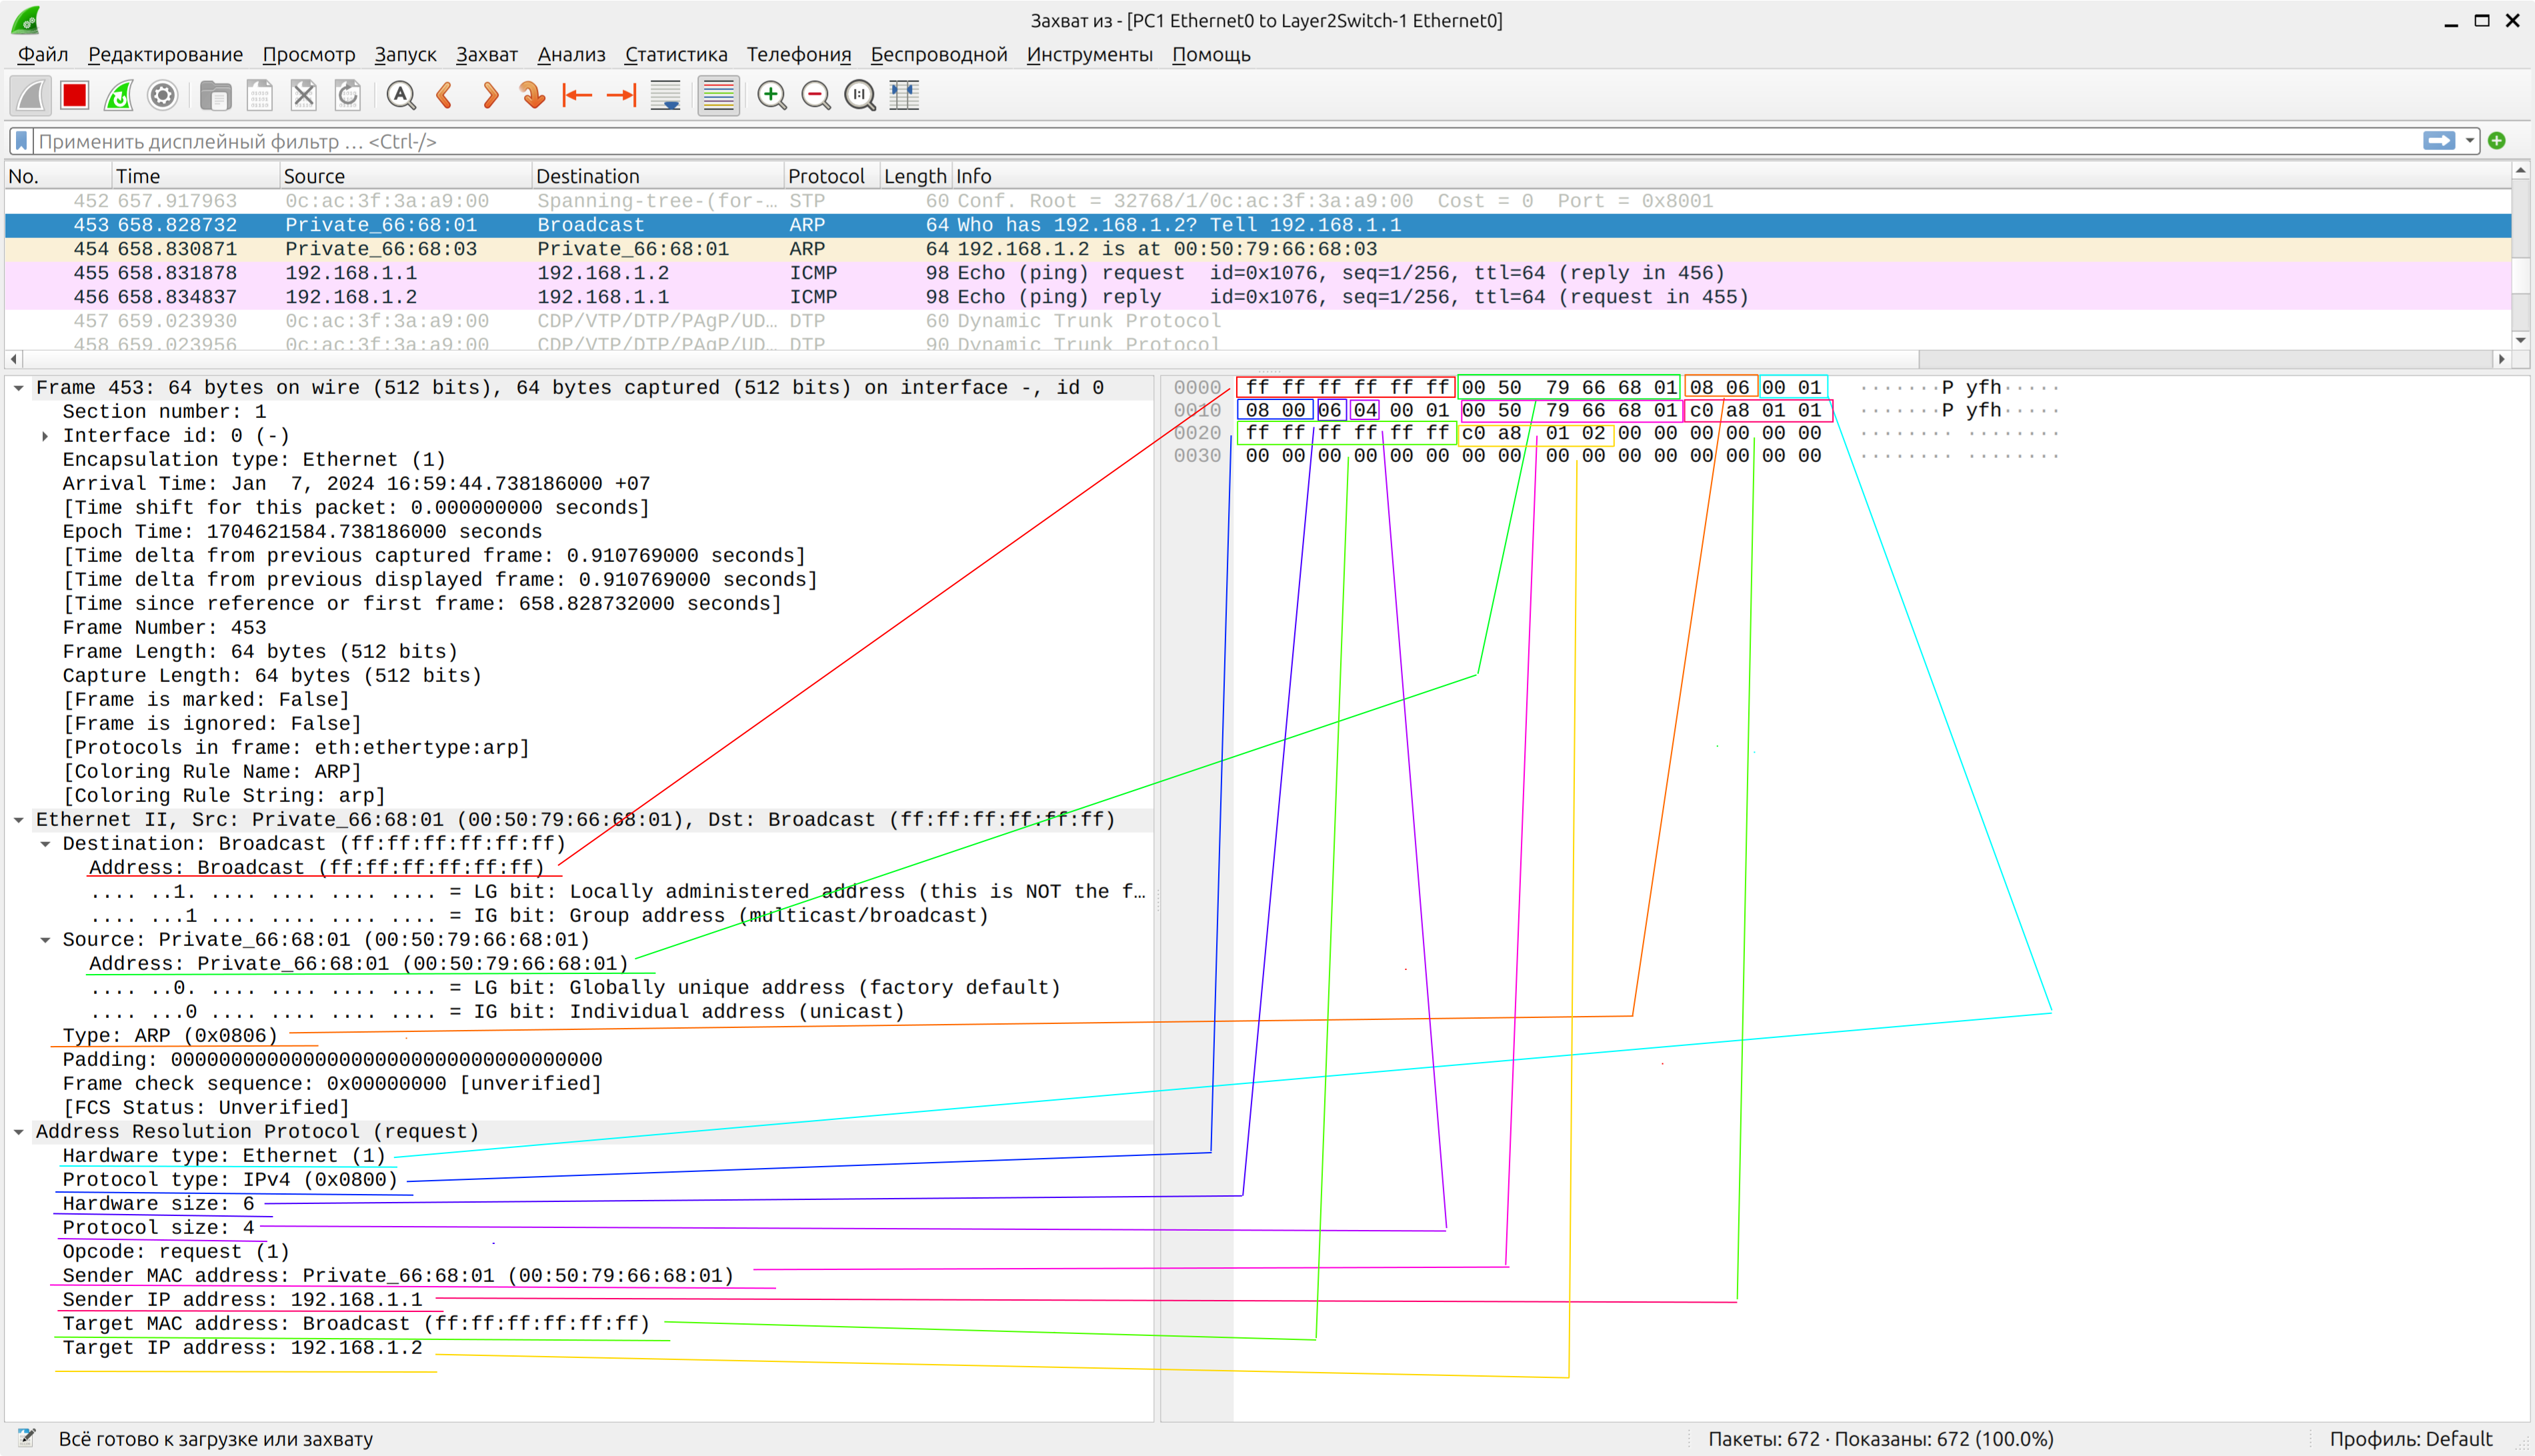 Захват из - [PC1 Ethernet0 to Layer2Switch-1 Ethernet0]
Файл Редактирование Просмотр Запуск Захват Анализ Статистика Телефония Беспроводной Инструменты Помощь
Применить дисплейный фильтр … <Ctrl-/>
No. Time Source Destination Protocol Length Info
452 657.917963 0c:ac:3f:3a:a9:00 Spanning-tree-(for-… STP 60 Conf. Root = 32768/1/0c:ac:3f:3a:a9:00 Cost = 0 Port = 0x8001
453 658.828732 Private_66:68:01 Broadcast ARP 64 Who has 192.168.1.2? Tell 192.168.1.1
454 658.830871 Private_66:68:03 Private_66:68:01 ARP 64 192.168.1.2 is at 00:50:79:66:68:03
455 658.831878 192.168.1.1 192.168.1.2 ICMP 98 Echo (ping) request id=0x1076, seq=1/256, ttl=64 (reply in 456)
456 658.834837 192.168.1.2 192.168.1.1 ICMP 98 Echo (ping) reply id=0x1076, seq=1/256, ttl=64 (request in 455)
457 659.023930 0c:ac:3f:3a:a9:00 CDP/VTP/DTP/PAgP/UD… DTP 60 Dynamic Trunk Protocol
458 659.023956 0c:ac:3f:3a:a9:00 CDP/VTP/DTP/PAgP/UD… DTP 90 Dynamic Trunk Protocol
Frame 453: 64 bytes on wire (512 bits), 64 bytes captured (512 bits) on interface -, id 0
Section number: 1
Interface id: 0 (-)
Encapsulation type: Ethernet (1)
Arrival Time: Jan 7, 2024 16:59:44.738186000 +07
[Time shift for this packet: 0.000000000 seconds]
Epoch Time: 1704621584.738186000 seconds
[Time delta from previous captured frame: 0.910769000 seconds]
[Time delta from previous displayed frame: 0.910769000 seconds]
[Time since reference or first frame: 658.828732000 seconds]
Frame Number: 453
Frame Length: 64 bytes (512 bits)
Capture Length: 64 bytes (512 bits)
[Frame is marked: False]
[Frame is ignored: False]
[Protocols in frame: eth:ethertype:arp]
[Coloring Rule Name: ARP]
[Coloring Rule String: arp]
Ethernet II, Src: Private_66:68:01 (00:50:79:66:68:01), Dst: Broadcast (ff:ff:ff:ff:ff:ff)
Destination: Broadcast (ff:ff:ff:ff:ff:ff)
Address: Broadcast (ff:ff:ff:ff:ff:ff)
.... ..1. .... .... .... .... = LG bit: Locally administered address (this is NOT the f…
.... ...1 .... .... .... .... = IG bit: Group address (multicast/broadcast)
Source: Private_66:68:01 (00:50:79:66:68:01)
Address: Private_66:68:01 (00:50:79:66:68:01)
.... ..0. .... .... .... .... = LG bit: Globally unique address (factory default)
.... ...0 .... .... .... .... = IG bit: Individual address (unicast)
Type: ARP (0x0806)
Padding: 000000000000000000000000000000000000
Frame check sequence: 0x00000000 [unverified]
[FCS Status: Unverified]
Address Resolution Protocol (request)
Hardware type: Ethernet (1)
Protocol type: IPv4 (0x0800)
Hardware size: 6
Protocol size: 4
Opcode: request (1)
Sender MAC address: Private_66:68:01 (00:50:79:66:68:01)
Sender IP address: 192.168.1.1
Target MAC address: Broadcast (ff:ff:ff:ff:ff:ff)
Target IP address: 192.168.1.2
0000 ff ff ff ff ff ff 00 50 79 66 68 01 08 06 00 01 ·······P yfh·····
0010 08 00 06 04 00 01 00 50 79 66 68 01 c0 a8 01 01 ·······P yfh·····
0020 ff ff ff ff ff ff c0 a8 01 02 00 00 00 00 00 00 ········ ········
0030 00 00 00 00 00 00 00 00 00 00 00 00 00 00 00 00 ········ ········
Всё готово к загрузке или захвату
Пакеты: 672 · Показаны: 672 (100.0%)
Профиль: Default